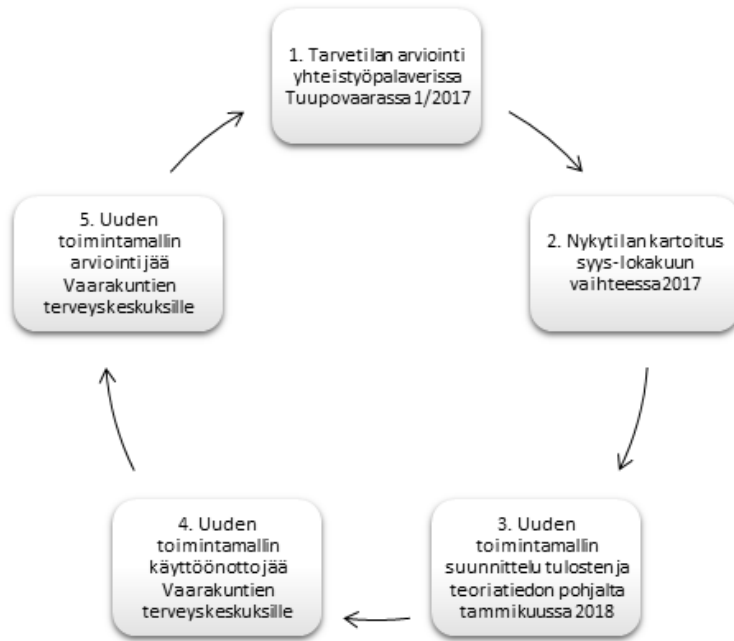 1. Tarvetilan arviointi
yhteistyöpalaverissa
Tuupovaarassa 1/2017
2. Nykytilan kartoitus
syys-lokakuun
vaihteessa 2017
3. Uuden
toimintamallin
suunnittelu tulosten ja
teoriatiedon pohjalta
tammikuussa 2018
4. Uuden
toimintamallin
käyttöönotto jää
Vaarakuntien
terveyskeskuksille
5. Uuden
toimintamallin
arviointi jää
Vaarakuntien
terveyskeskuksille